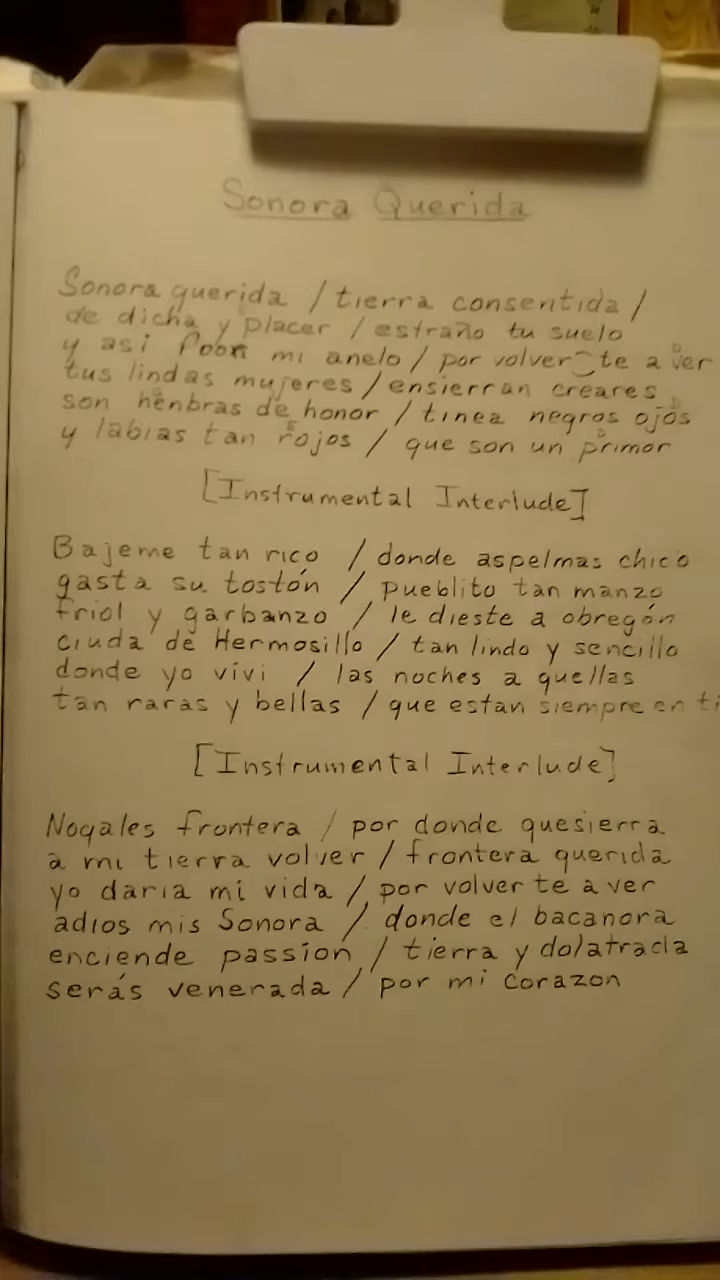 Sonora Querida
Sonora querida / tierra consentida /
de dicha y placer / estraño tu suelo
y asi Poor mi anelo / por volver te a ver
tus lindas mujeres / ensierran creares
son henbras de honor / tinea negros ojos
y labias tan rojos / que son un primor
[Instrumental Interlude]
Bajeme tan rico / donde aspelmas chico
gasta su tostón / pueblito tan manzo
friol y garbanzo / le dieste a obregón
ciuda de Hermosillo / tan lindo y sencillo
donde yo viví / las noches a quellas
tan raras y bellas / que estan siempre en ti
[Instrumental Interlude]
Nogales frontera / por donde quesierra
a mi tierra volver / frontera querida
yo daria mi vida / por volver te a ver
adios mis Sonora / donde el bacanora
enciende passion / tierra y dolatracia
serás venerada / por mi corazon